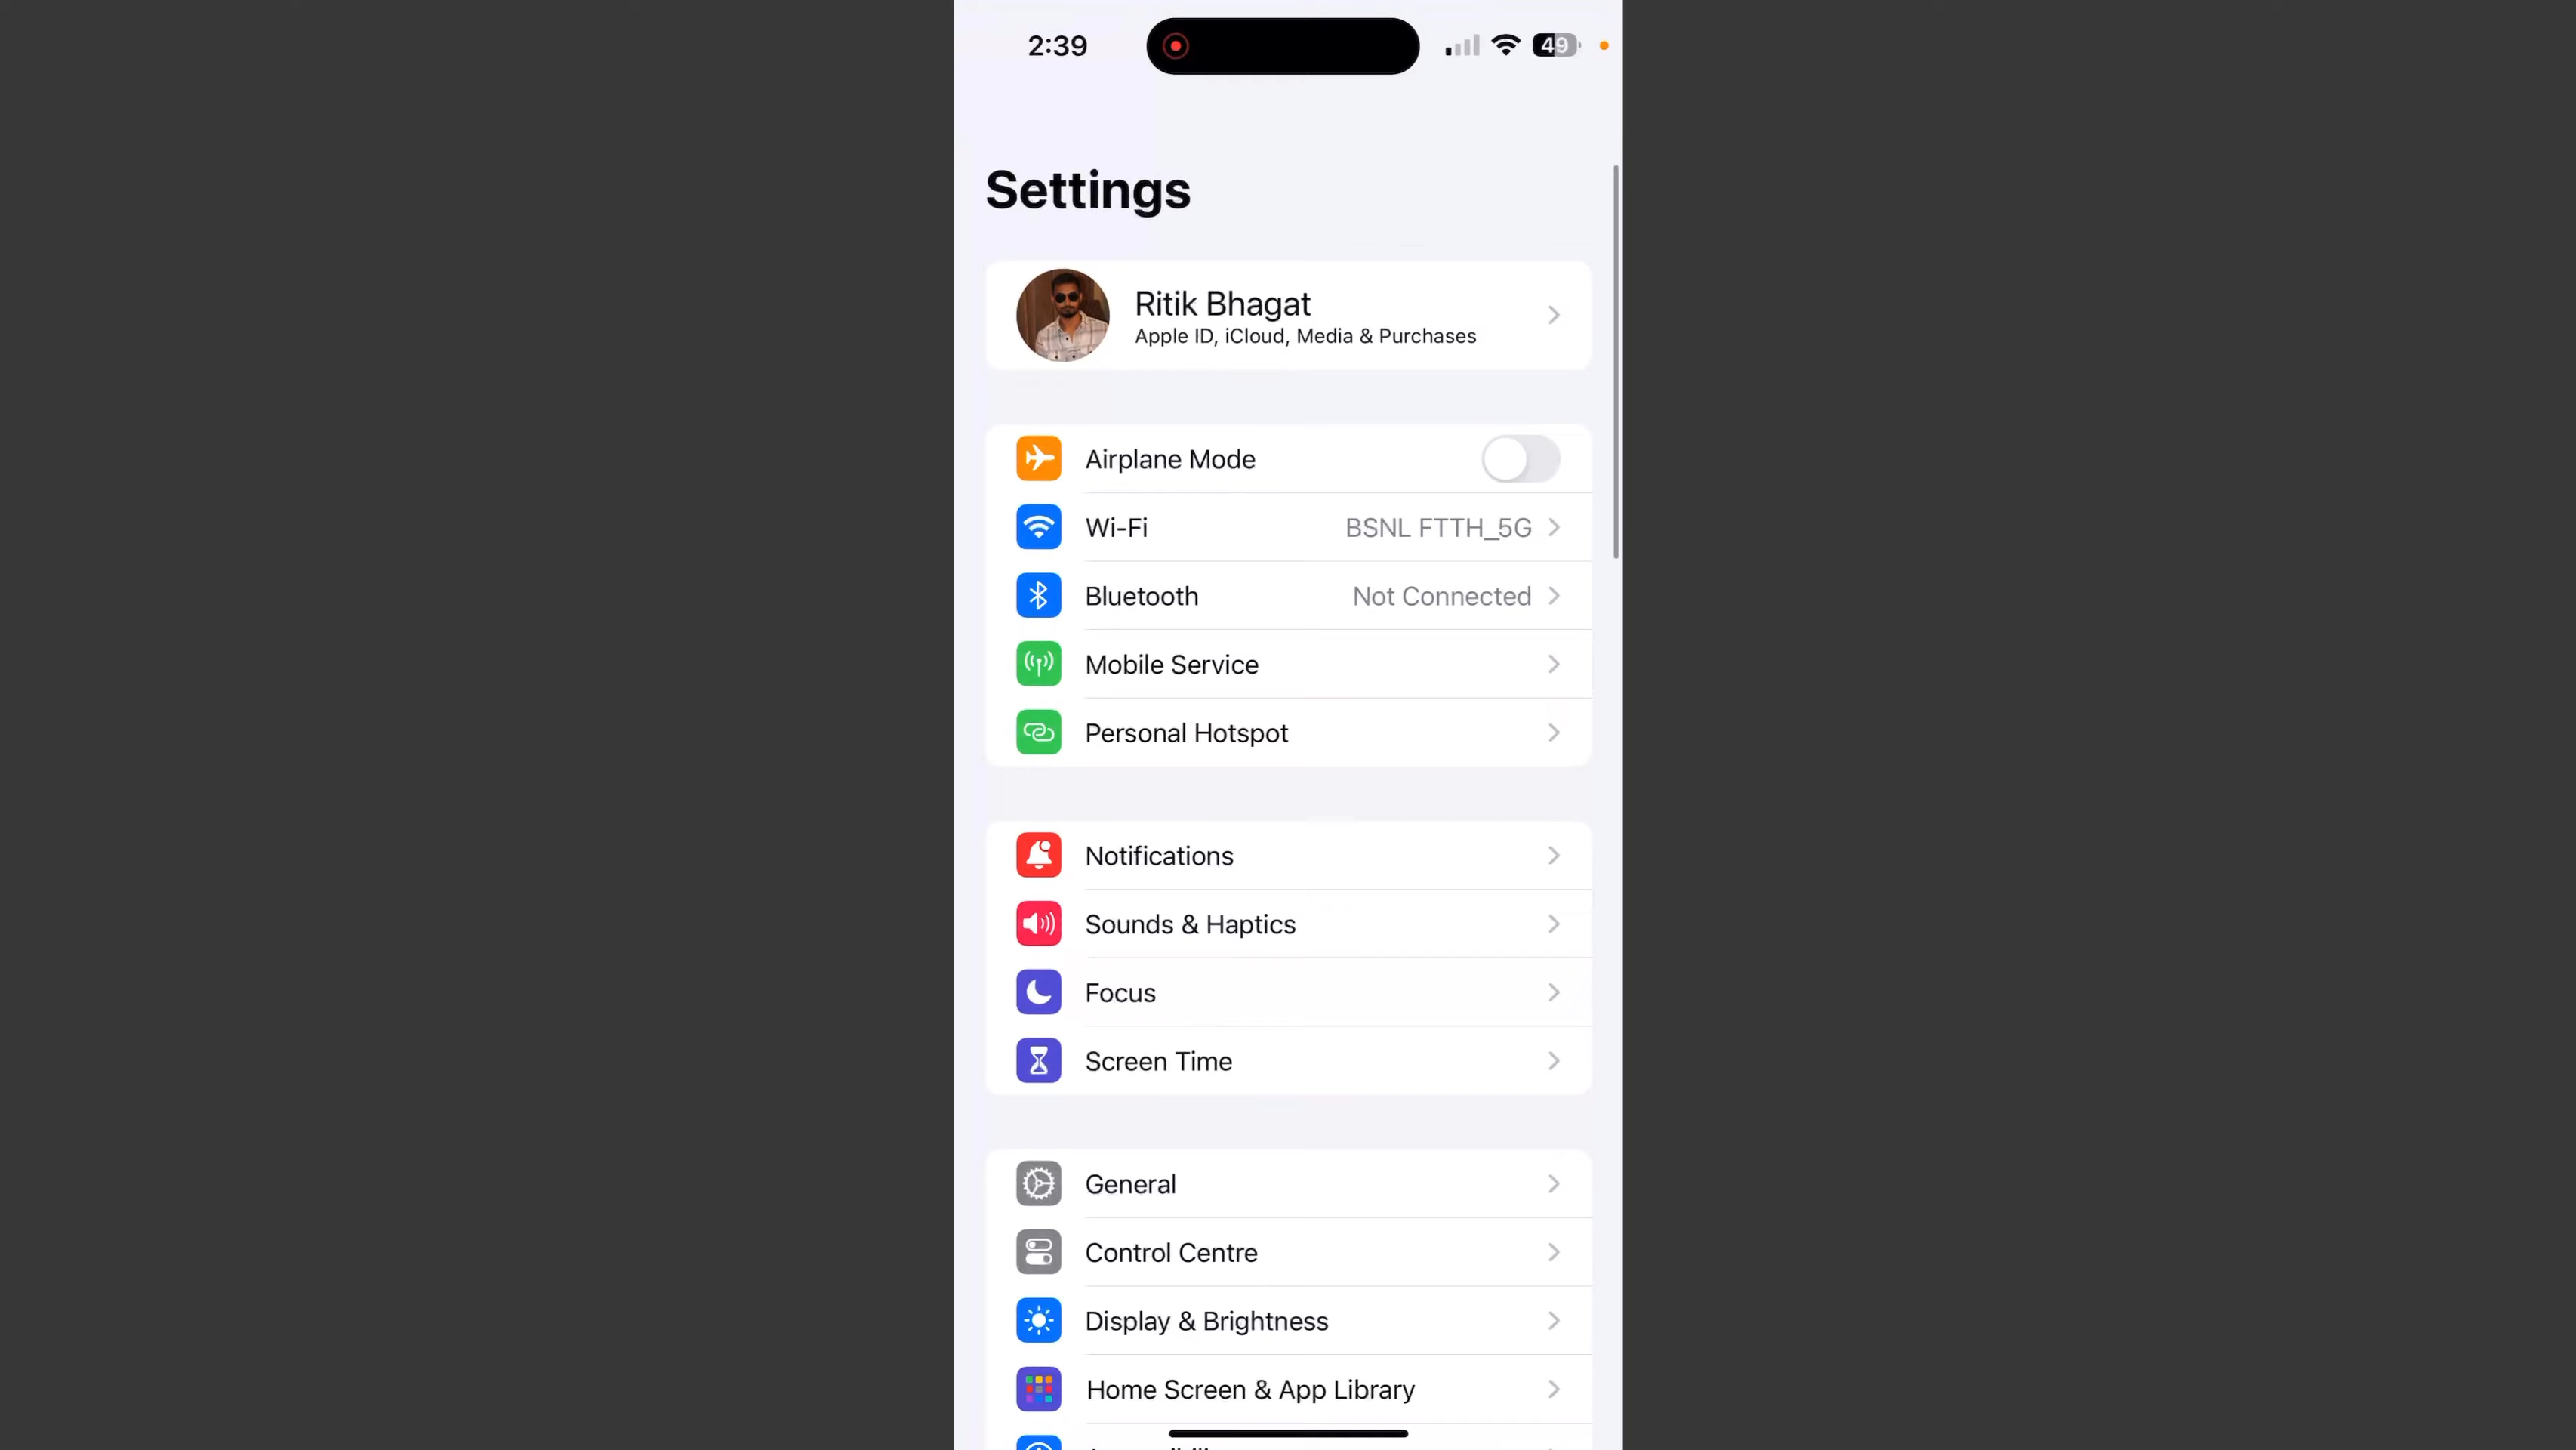 2:39
49
Settings
Ritik Bhagat
Apple ID, iCloud, Media & Purchases
Airplane Mode
Wi-Fi BSNL FTTH_5G
Bluetooth Not Connected
Mobile Service
Personal Hotspot
Notifications
Sounds & Haptics
Focus
Screen Time
General
Control Centre
Display & Brightness
Home Screen & App Library